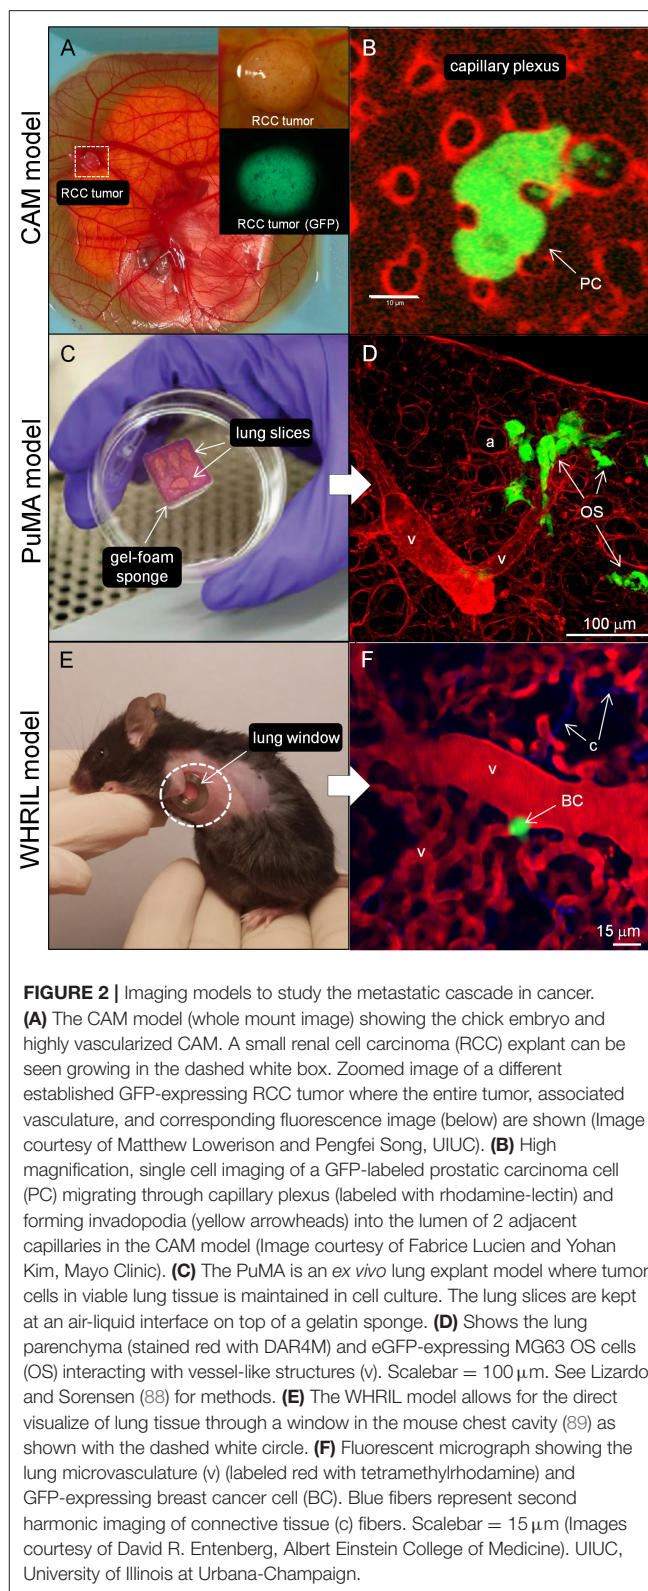 CAM model
A
RCC tumor
RCC tumor
RCC tumor (GFP)
B
capillary plexus
PC
10 μm
PuMA model
C
lung slices
gel-foam
sponge
D
a
OS
v
v
100 μm
WHRIL model
E
lung window
F
c
v
BC
v
15 μm
FIGURE 2 | Imaging models to study the metastatic cascade in cancer.
(A) The CAM model (whole mount image) showing the chick embryo and
highly vascularized CAM. A small renal cell carcinoma (RCC) explant can be
seen growing in the dashed white box. Zoomed image of a different
established GFP-expressing RCC tumor where the entire tumor, associated
vasculature, and corresponding fluorescence image (below) are shown (Image
courtesy of Matthew Lowerison and Pengfei Song, UIUC). (B) High
magnification, single cell imaging of a GFP-labeled prostatic carcinoma cell
(PC) migrating through capillary plexus (labeled with rhodamine-lectin) and
forming invadopodia (yellow arrowheads) into the lumen of 2 adjacent
capillaries in the CAM model (Image courtesy of Fabrice Lucien and Yohan
Kim, Mayo Clinic). (C) The PuMA is an ex vivo lung explant model where tumor
cells in viable lung tissue is maintained in cell culture. The lung slices are kept
at an air-liquid interface on top of a gelatin sponge. (D) Shows the lung
parenchyma (stained red with DAR4M) and eGFP-expressing MG63 OS cells
(OS) interacting with vessel-like structures (v). Scalebar = 100 μm. See Lizardo
and Sorensen (88) for methods. (E) The WHRIL model allows for the direct
visualize of lung tissue through a window in the mouse chest cavity (89) as
shown with the dashed white circle. (F) Fluorescent micrograph showing the
lung microvasculature (v) (labeled red with tetramethylrhodamine) and
GFP-expressing breast cancer cell (BC). Blue fibers represent second
harmonic imaging of connective tissue (c) fibers. Scalebar = 15 μm (Images
courtesy of David R. Entenberg, Albert Einstein College of Medicine). UIUC,
University of Illinois at Urbana-Champaign.